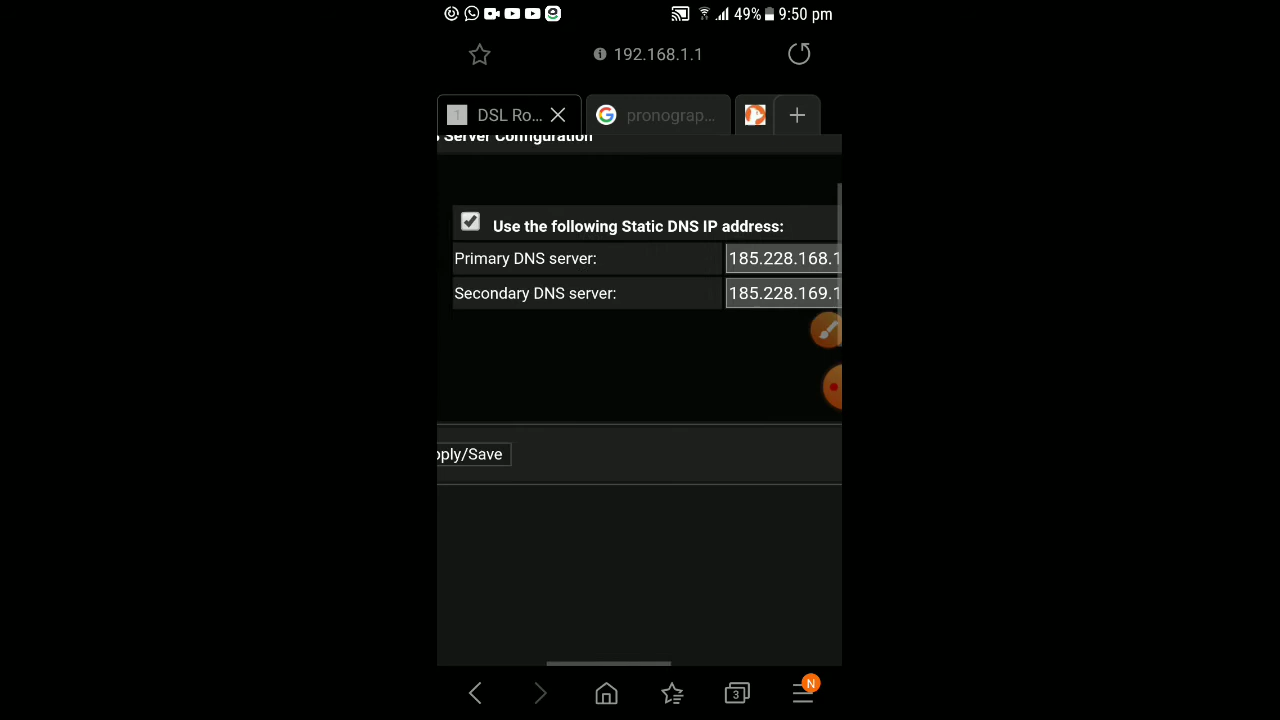 49% 9:50 pm
192.168.1.1
DSL Ro... pronograp...
Server Configuration
Use the following Static DNS IP address:
Primary DNS server: 185.228.168.1
Secondary DNS server: 185.228.169.1
pply/Save
3 N